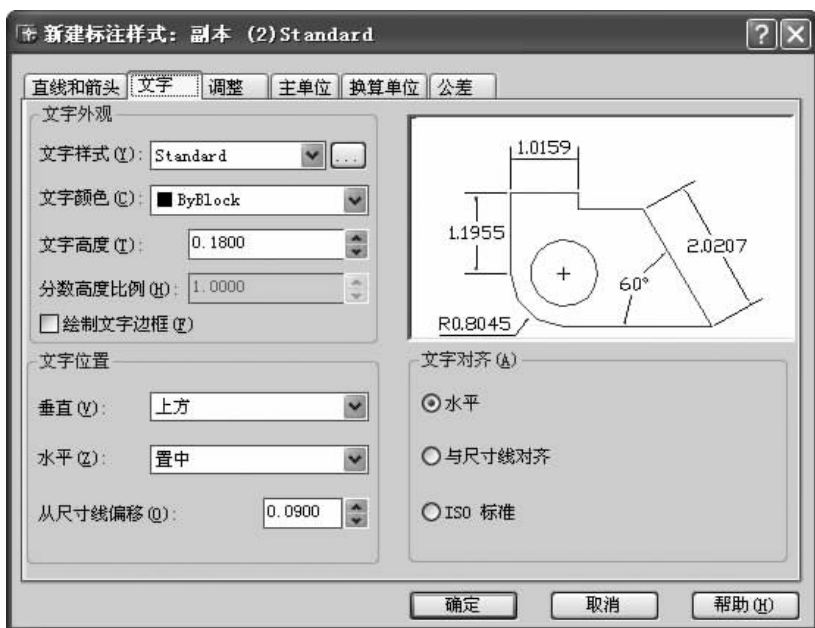 新建标注样式: 副本 (2)Standard
直线和箭头 文字 调整 主单位 换算单位 公差
文字外观
文字样式(Y): Standard ...
文字颜色(C): ByBlock
文字高度(T): 0.1800
分数高度比例(H): 1.0000
绘制文字边框(F)
1.0159
1.1955
2.0207
60°
R0.8045
文字位置
垂直(V): 上方
水平(Z): 置中
从尺寸线偏移(O): 0.0900
文字对齐(A)
水平
与尺寸线对齐
ISO 标准
确定 取消 帮助(H)